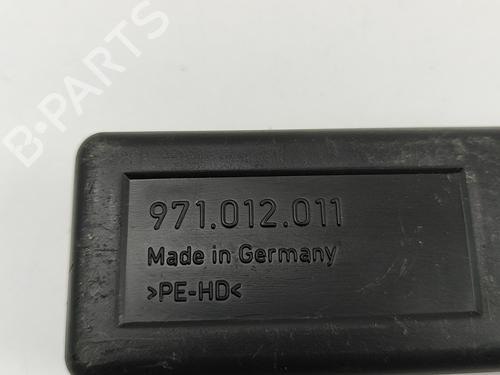 B-PARTS
971.012.011
Made in Germany
>PE-HD<